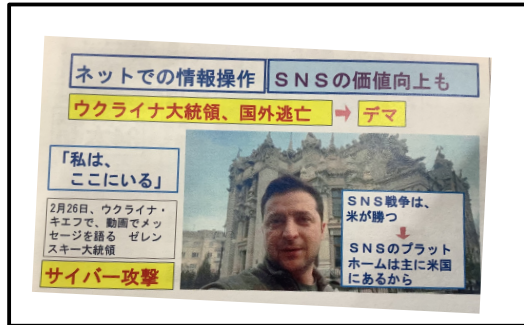 ネットでの情報操作
SNSの価値向上も
ウクライナ大統領、国外逃亡 → デマ
「私は、
ここにいる」
2月26日、ウクライナ・
キエフで、動画でメッ
セージを語る ゼレン
スキー大統領
サイバー攻撃
SNS戦争は、
米が勝つ
↓
SNSのプラット
ホームは主に米国
にあるから